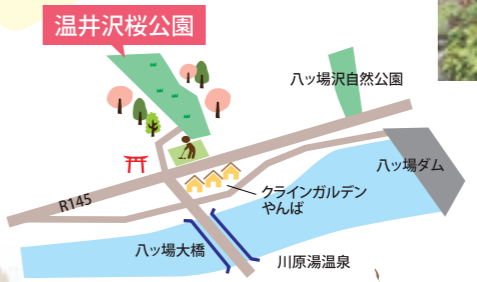 温井沢桜公園
八ッ場沢自然公園
八ッ場ダム
クラインガルデン
やんば
R145
八ッ場大橋
川原湯温泉